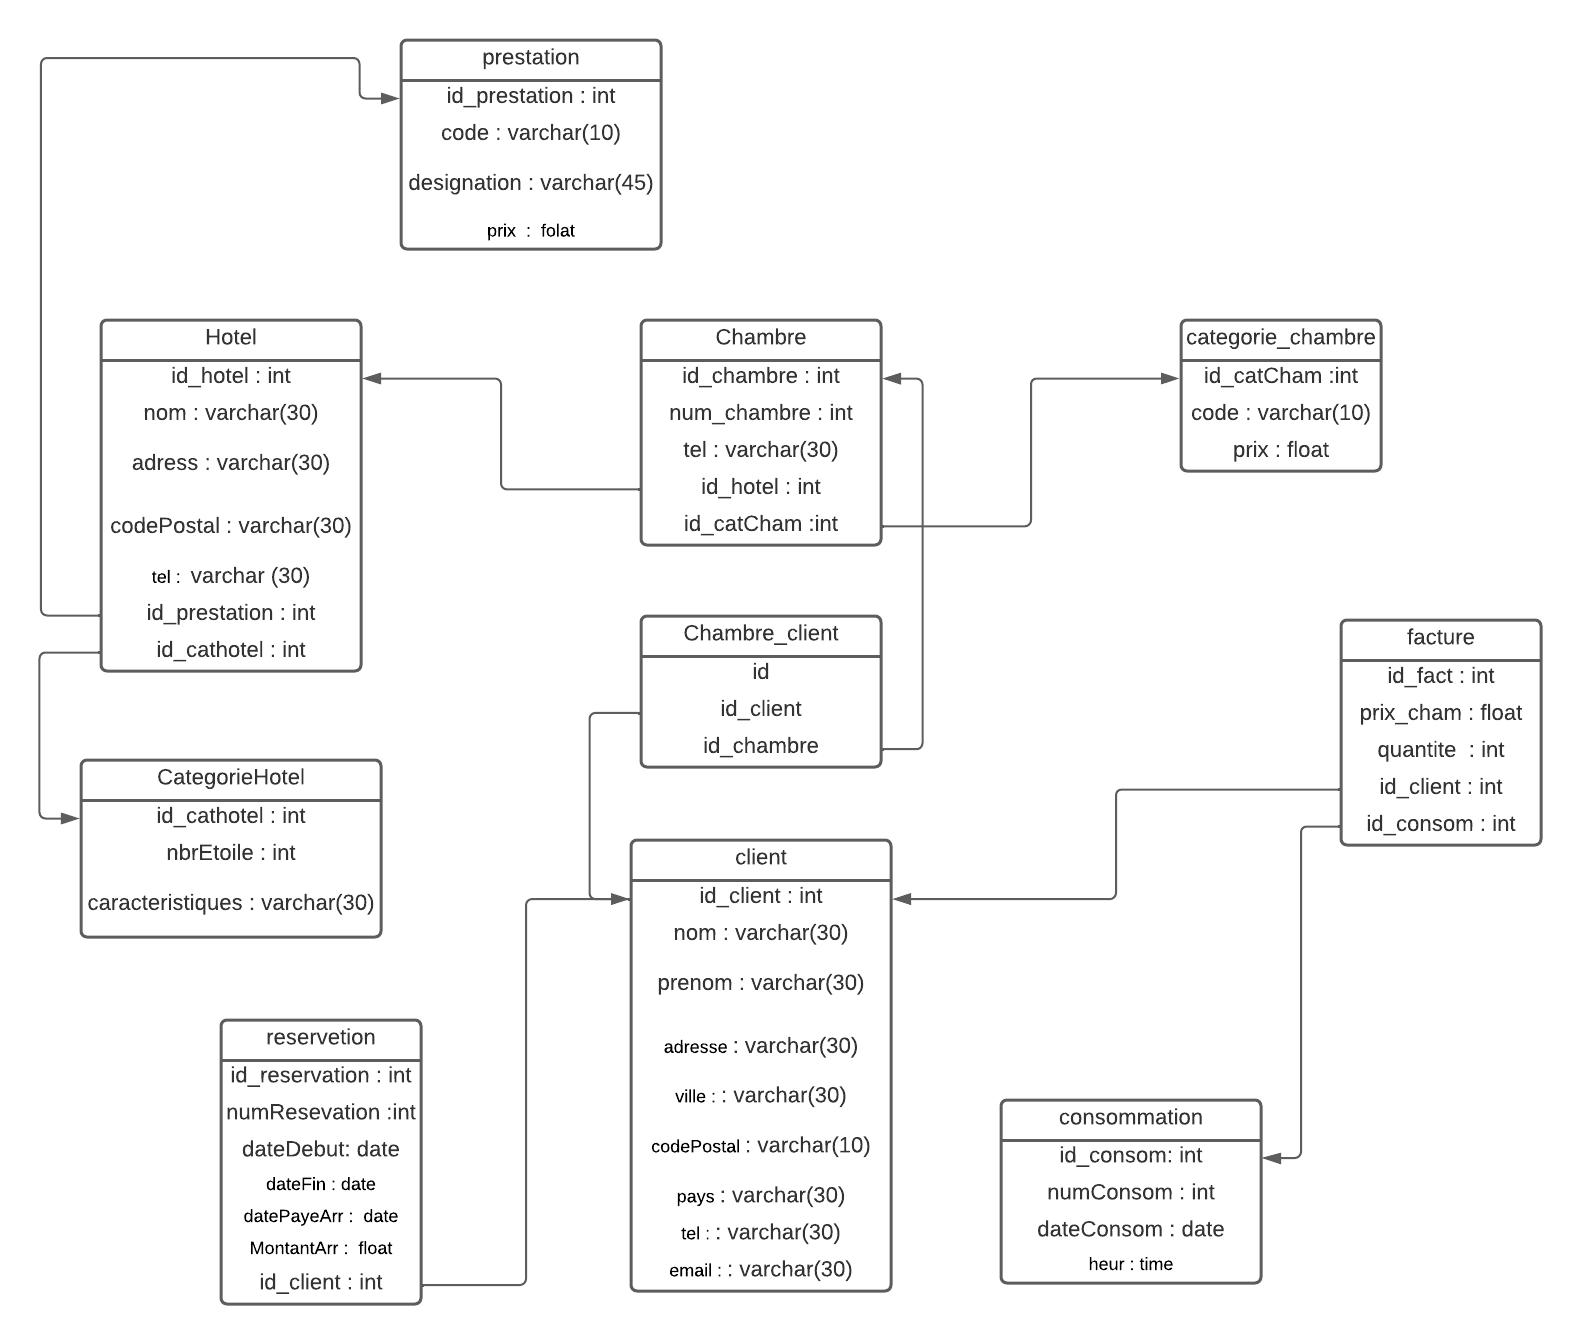 prestation
id_prestation : int
code : varchar(10)
designation : varchar(45)
prix : folat
Hotel
id_hotel : int
nom : varchar(30)
adress : varchar(30)
codePostal : varchar(30)
tel : varchar (30)
id_prestation : int
id_cathotel : int
Chambre
id_chambre : int
num_chambre : int
tel : varchar(30)
id_hotel : int
id_catCham :int
categorie_chambre
id_catCham :int
code : varchar(10)
prix : float
Chambre_client
id
id_client
id_chambre
facture
id_fact : int
prix_cham : float
quantite : int
id_client : int
id_consom : int
CategorieHotel
id_cathotel : int
nbrEtoile : int
caracteristiques : varchar(30)
client
id_client : int
nom : varchar(30)
prenom : varchar(30)
adresse : varchar(30)
ville : : varchar(30)
codePostal : varchar(10)
pays : varchar(30)
tel : : varchar(30)
email : : varchar(30)
reservetion
id_reservation : int
numResevation :int
dateDebut: date
dateFin : date
datePayeArr : date
MontantArr : float
id_client : int
consommation
id_consom: int
numConsom : int
dateConsom : date
heur : time